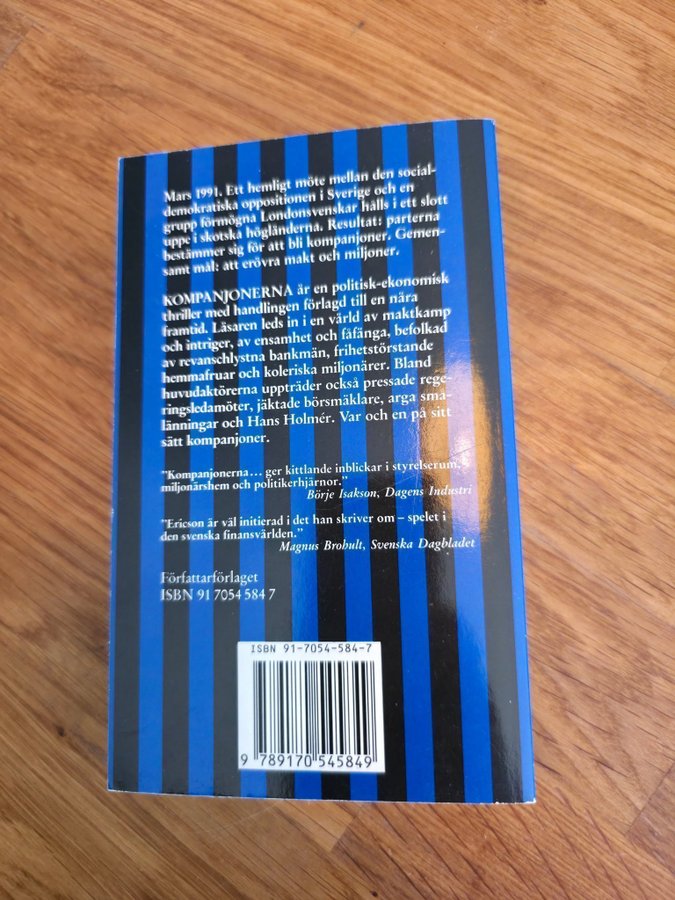 Mars 1991. Ett hemligt möte mellan den social-
demokratiska oppositionen i Sverige och en
grupp förmögna Londonsvenskar hålls i ett slott
uppe i skotska högländerna. Resultat: parterna
bestämmer sig för att bli kompanjoner. Gemen-
samt mål: att erövra makt och miljoner.
KOMPANJONERNA är en politisk-ekonomisk
thriller med handlingen förlagd till en nära
framtid. Läsaren leds in i en värld av maktkamp
och intriger, av ensamhet och fåfänga, befolkad
av revanschlystna bankmän, frihetstörstande
hemmafruar och koleriska miljonärer. Bland
huvudaktörerna uppträder också pressade rege-
ringsledamöter, jäktade börsmäklare, arga sma-
länningar och Hans Holmér. Var och en på sitt
sätt kompanjoner.
"Kompanjonerna... ger kittlande inblickar i styrelserum,
miljonärshem och politikerhjärnor."
Börje Isakson, Dagens Industri
"Ericson är väl initierad i det han skriver om – spelet i
den svenska finansvärlden."
Magnus Brohult, Svenska Dagbladet
Författarförlaget
ISBN 91 7054 584 7
ISBN 91-7054-584-7
9 789170 545849